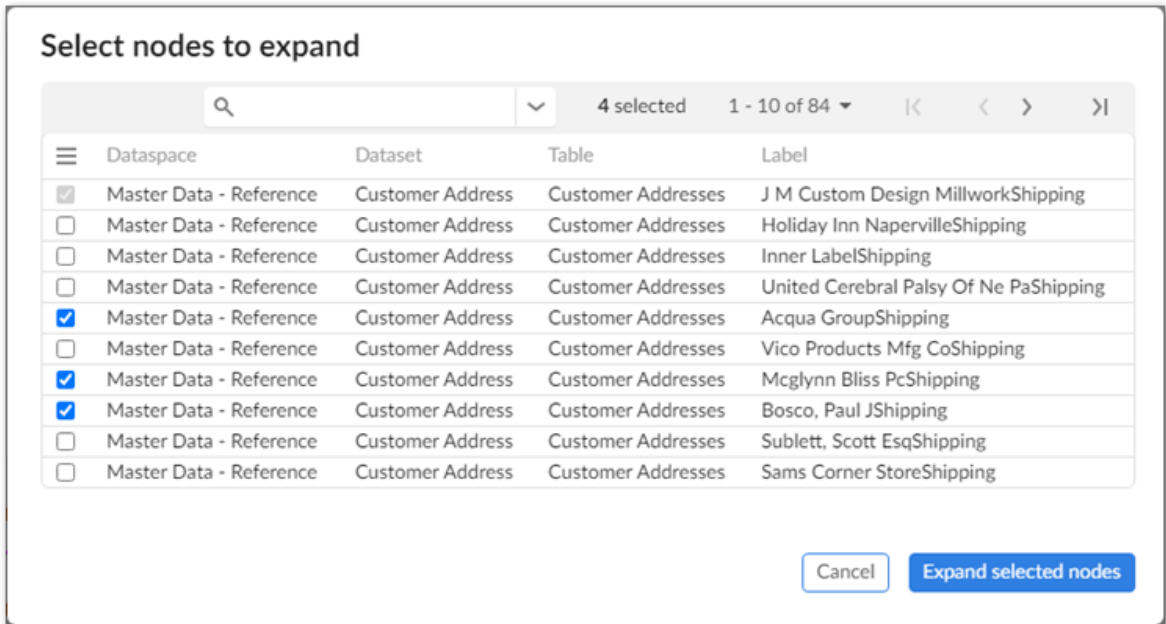 Select nodes to expand
4 selected 1 - 10 of 84
Dataspace Dataset Table Label
Master Data - Reference Customer Address Customer Addresses J M Custom Design MillworkShipping
Master Data - Reference Customer Address Customer Addresses Holiday Inn NapervilleShipping
Master Data - Reference Customer Address Customer Addresses Inner LabelShipping
Master Data - Reference Customer Address Customer Addresses United Cerebral Palsy Of Ne PaShipping
Master Data - Reference Customer Address Customer Addresses Acqua GroupShipping
Master Data - Reference Customer Address Customer Addresses Vico Products Mfg CoShipping
Master Data - Reference Customer Address Customer Addresses Mcglynn Bliss PcShipping
Master Data - Reference Customer Address Customer Addresses Bosco, Paul JShipping
Master Data - Reference Customer Address Customer Addresses Sublett, Scott EsqShipping
Master Data - Reference Customer Address Customer Addresses Sams Corner StoreShipping
Cancel Expand selected nodes